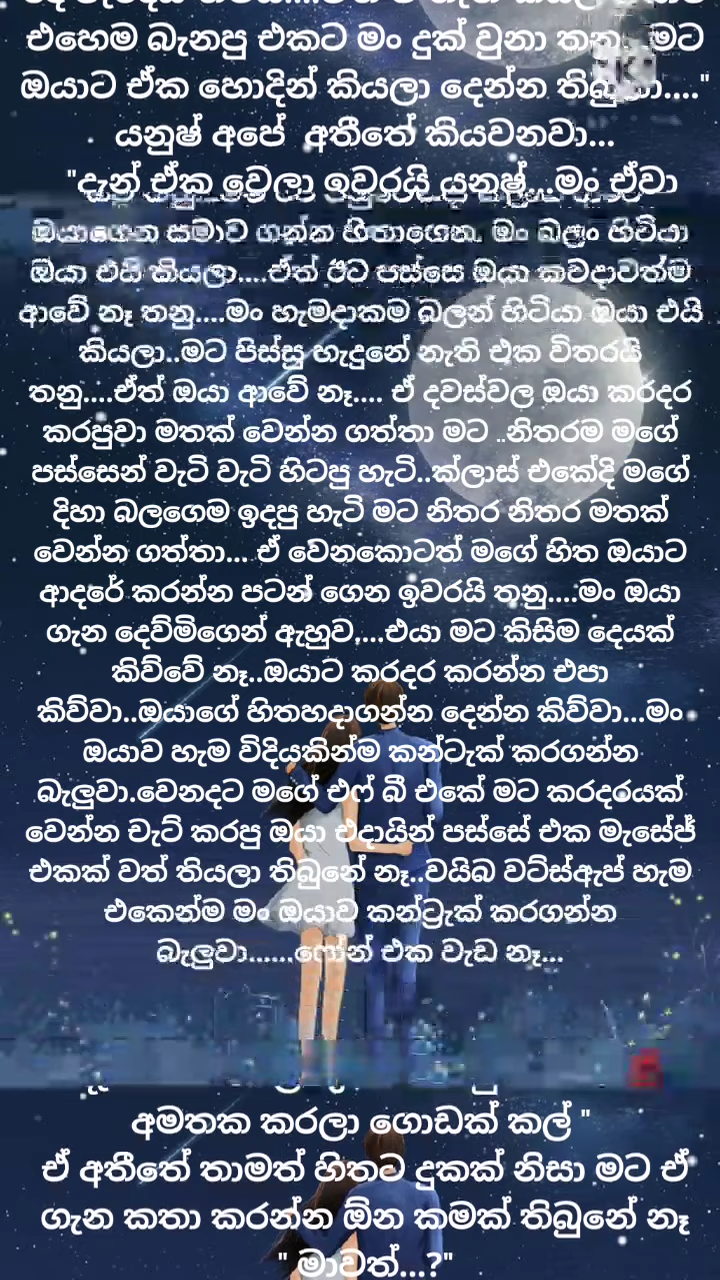 එහෙම බැනපු එකට මං දුක් වුනා තනු.. මට
ඔයාට ඒක හොදින් කියලා දෙන්න තිබුනා...."
යනුෂ් අපේ අතීතේ කියවනවා...
"දැන් ඒක වෙලා ඉවරයි යනුෂ්...මං ඒවා
ඔයාගෙන සමාව ගන්න හිතාගෙන. මං බලං හිටියා
ඔයා එයි කියලා....ඒත් ඊට පස්සෙ ඔයා කවදාවත්ම
ආවේ නෑ තනු....මං හැමදාකම බලන් හිටියා ඔයා එයි
කියලා..මට පිස්සූ හැදුනේ නැති එක විතරයි
තනු....ඒත් ඔයා ආවේ නෑ.... ඒ දවස්වල ඔයා කරදර
කරපුවා මතක් වෙන්න ගත්තා මට ..නිතරම මගේ
පස්සෙන් වැටි වැටි හිටපු හැටි..ක්ලාස් එකේදි මගේ
දිහා බලගෙම ඉදපු හැටි මට නිතර නිතර මතක්
වෙන්න ගත්තා... ඒ වේනකොටත් මගේ හිත ඔයාට
ආදරේ කරන්න පටන් ගෙන ඉවරයි තනු....මං ඔයා
ගැන දෙව්මිගෙන් ඇහුව....එයා මට කිසිම දෙයක්
කිව්වේ නෑ..ඔයාට කරදර කරන්න එපා
කිව්වා..ඔයාගේ හිතහදාගන්න දෙන්න කිව්වා...මං
ඔයාව හැම විදියකින්ම කන්ටැක් කරගන්න
බැලුවා.වෙනදට මගේ එෆ් බී එකේ මට කරදරයක්
වෙන්න චැට් කරපු ඔයා එදායින් පස්සේ එක මැසේජ්
එකක් වත් තියලා තිබුනේ නෑ..වයිබ වට්ස්ඇප් හැම
එකෙන්ම මං ඔයාව කන්ට්‍රැක් කරගන්න
බැලුවා......ෆෝන් එක වැඩ නෑ...
අමතක කරලා ගොඩක් කල් "
ඒ අතීතේ තාමත් හිතට දුකක් නිසා මට ඒ
ගැන කතා කරන්න ඕන කමක් තිබුනේ නෑ
" මාවත්...?"